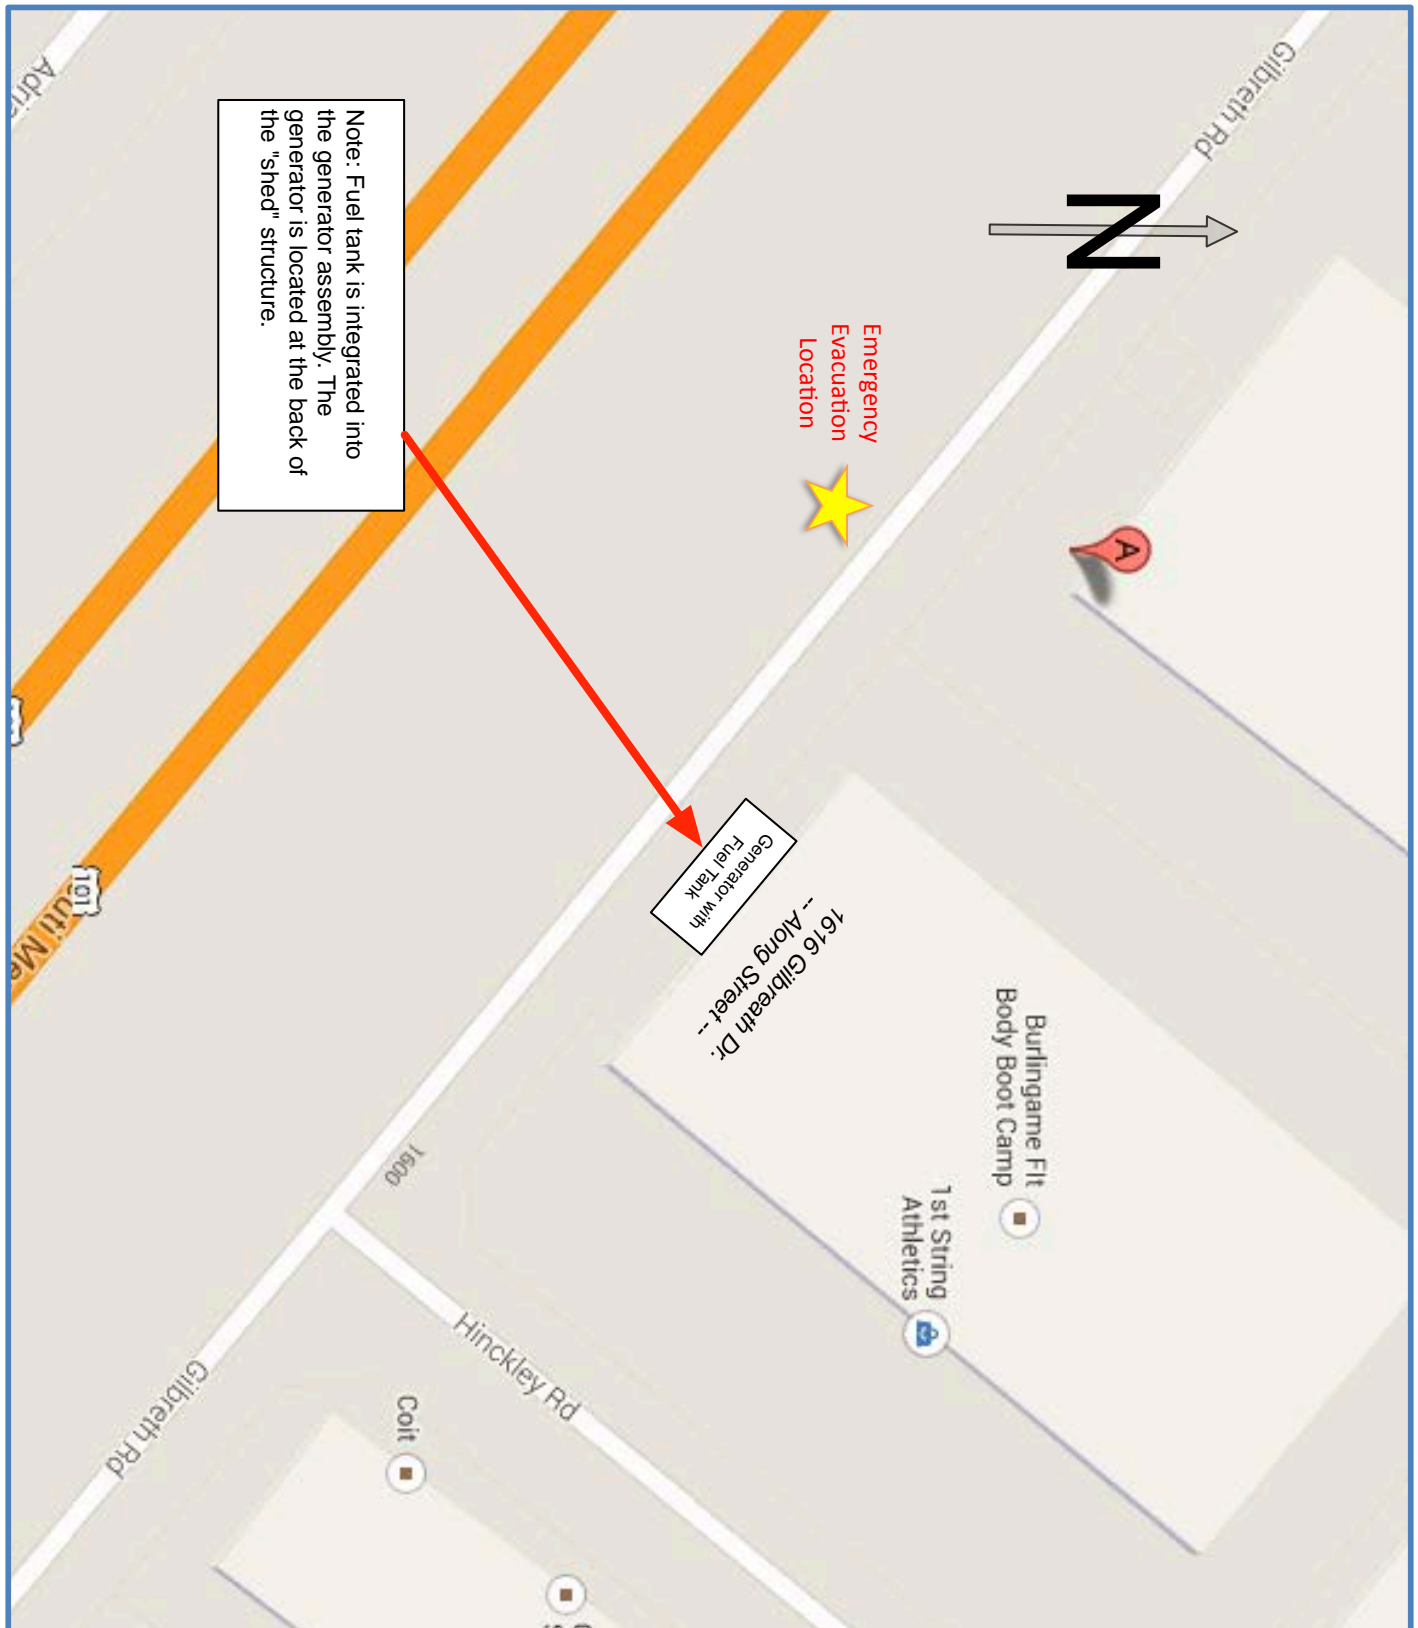 Gilbreth Rd
N
Emergency
Evacuation
Location
A
Note: Fuel tank is integrated into
the generator assembly. The
generator is located at the back of
the "shed" structure.
Generator with
Fuel Tank
1616 Gilbreath Dr.
-- Along Street --
Burlingame FIt
Body Boot Camp
1st String
Athletics
101
1600
Hinckley Rd
Gilbreth Rd
Coit